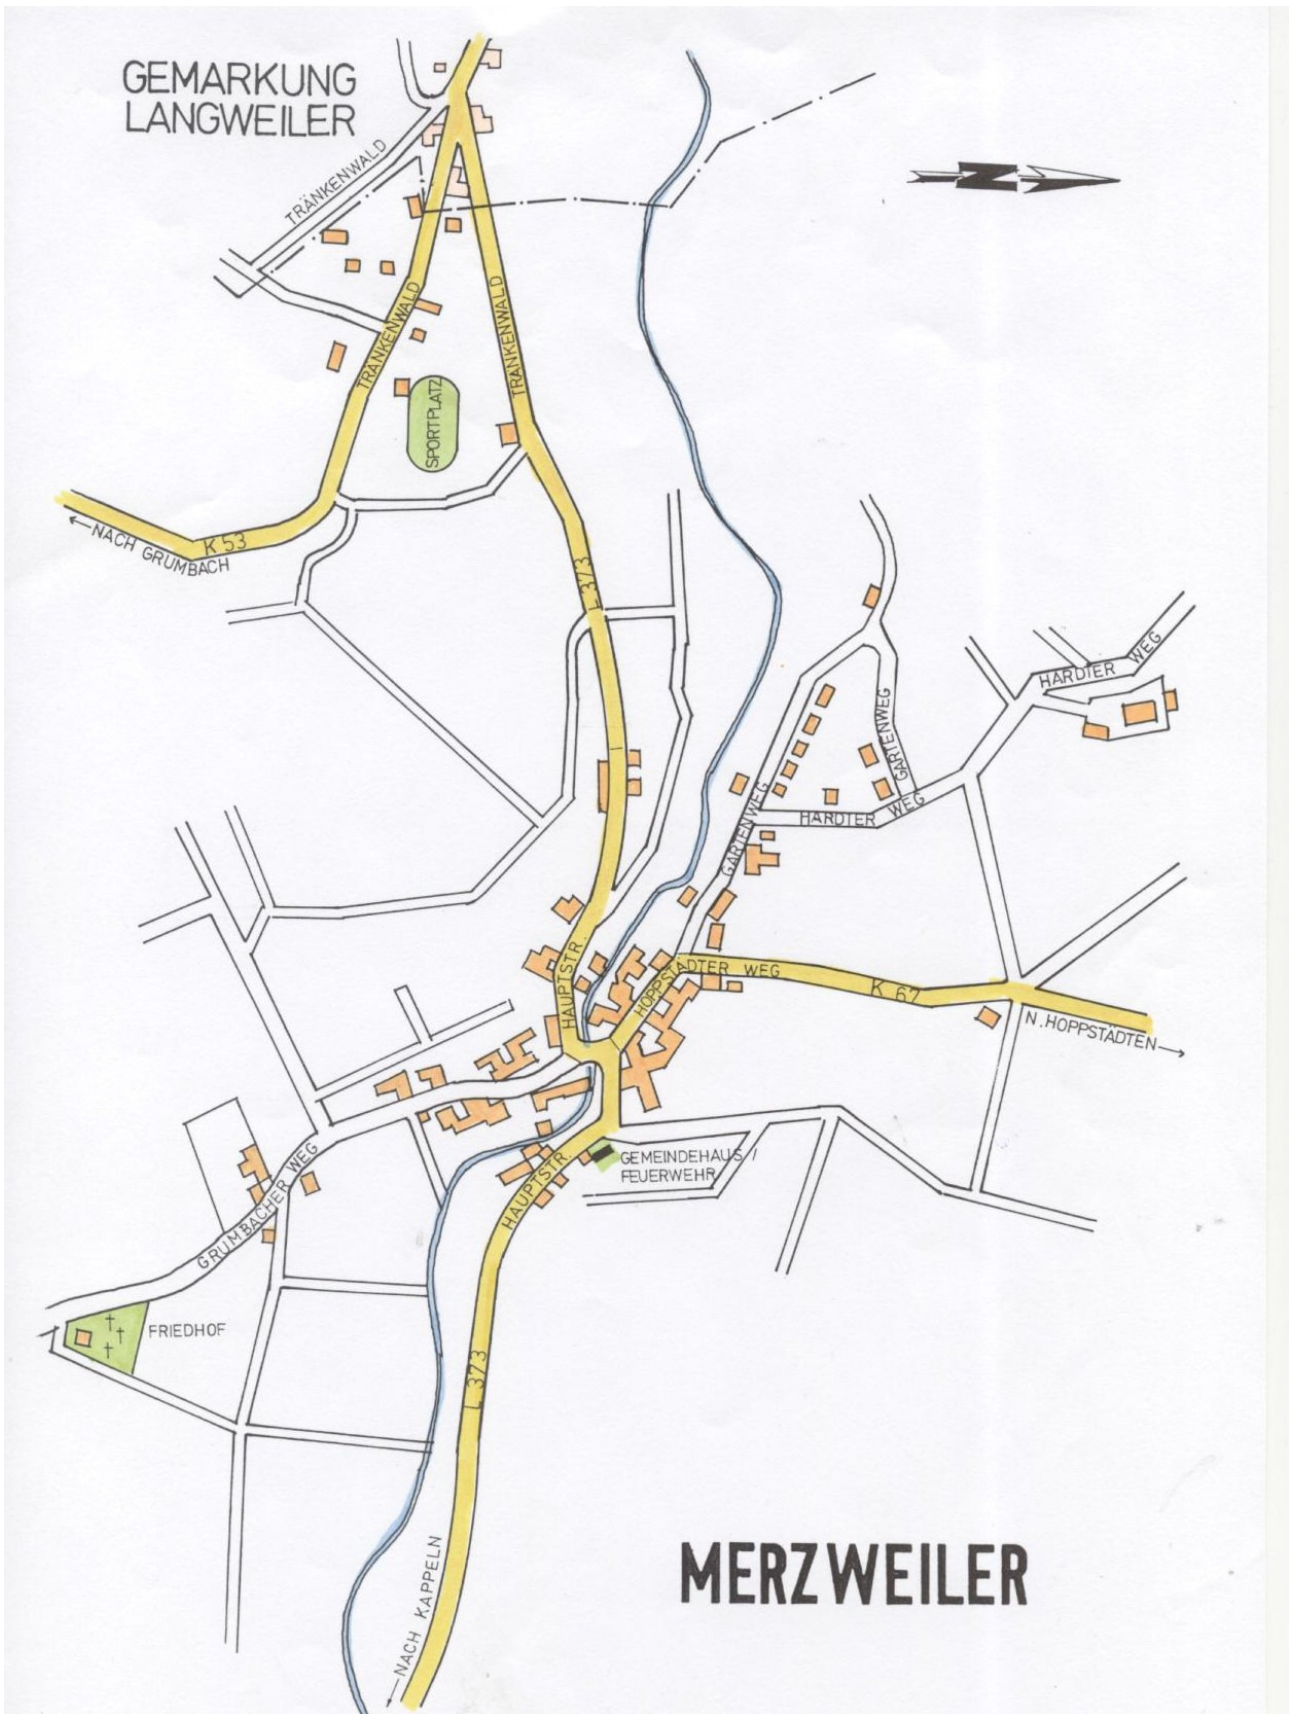 GEMARKUNG
LANGWEILER
TRÄNKENWALD
N
TRÄNKENWALD
TRÄNKENWALD
SPORTPLATZ
K 53
←NACH GRUMBACH
L 373
HARDTER WEG
GARTENWEG
GARTENWEG
HARDTER WEG
HAUPTSTR.
HOPPSTÄDTER WEG
K 67
N. HOPPSTÄDTEN→
GEMEINDEHAUS /
FEUERWEHR
HAUPTSTR.
GRUMBACHER WEG
FRIEDHOF
L 373
←NACH KAPPELN
MERZWEILER